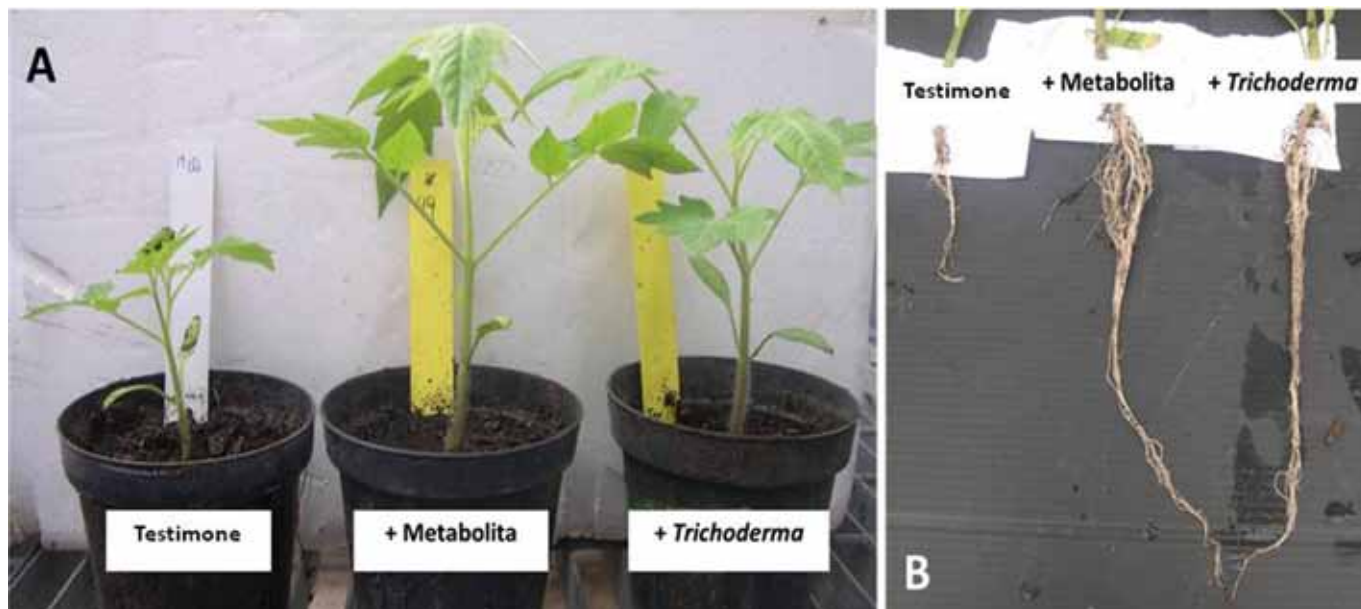 A
Testimone
+ Metabolita
+ Trichoderma
Testimone
+ Metabolita
+ Trichoderma
B